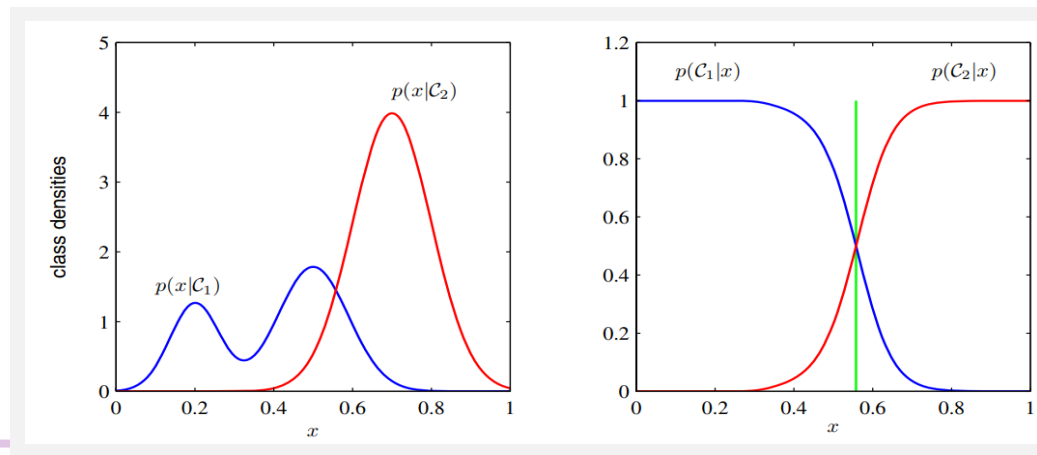 class densities
5
4
3
2
1
0
p(x|C₂)
p(x|C₁)
0 0.2 0.4 0.6 0.8 1
x
1.2
1
0.8
0.6
0.4
0.2
0
p(C₁|x) p(C₂|x)
0 0.2 0.4 0.6 0.8 1
x